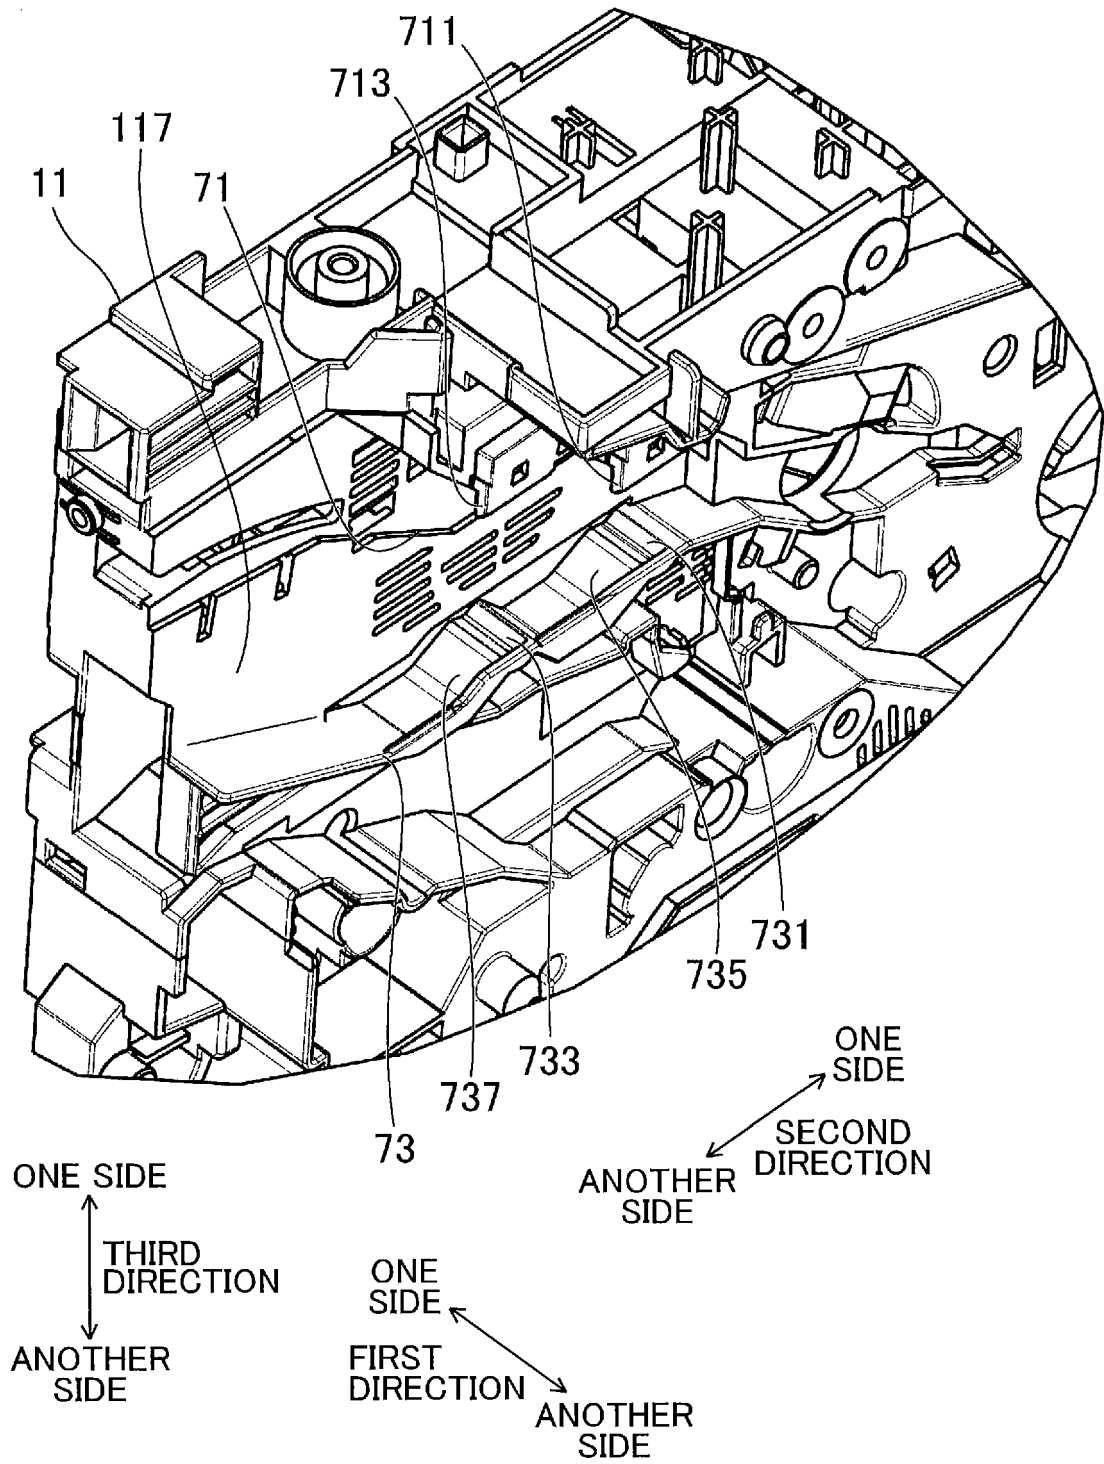 711
713
117
11
71
731
735
733
737
73
ONE
SIDE
SECOND
DIRECTION
ANOTHER
SIDE
ONE SIDE
THIRD
DIRECTION
ANOTHER
SIDE
ONE
SIDE
FIRST
DIRECTION
ANOTHER
SIDE